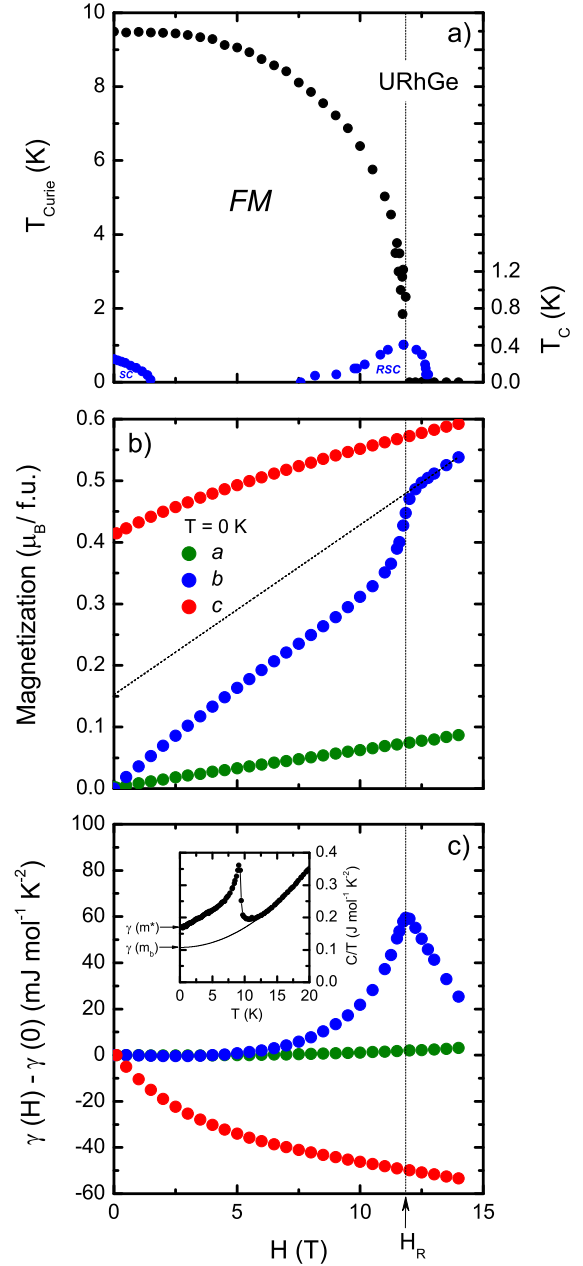 10
8
6
4
2
0
T_Curie (K)
a)
URhGe
FM
SC
RSC
1.2
0.8
0.4
0.0
T_C (K)
0.6
0.5
0.4
0.3
0.2
0.1
0.0
Magnetization (μ_B/ f.u.)
b)
T = 0 K
a
b
c
100
80
60
40
20
0
-20
-40
-60
γ (H) - γ (0) (mJ mol⁻¹ K⁻²)
c)
0.4
0.3
0.2
0.1
0.0
C/T (J mol⁻¹ K⁻²)
γ (m*)
γ (m_b)
0 5 10 15 20
T (K)
0 5 10 15
H (T)
H_R